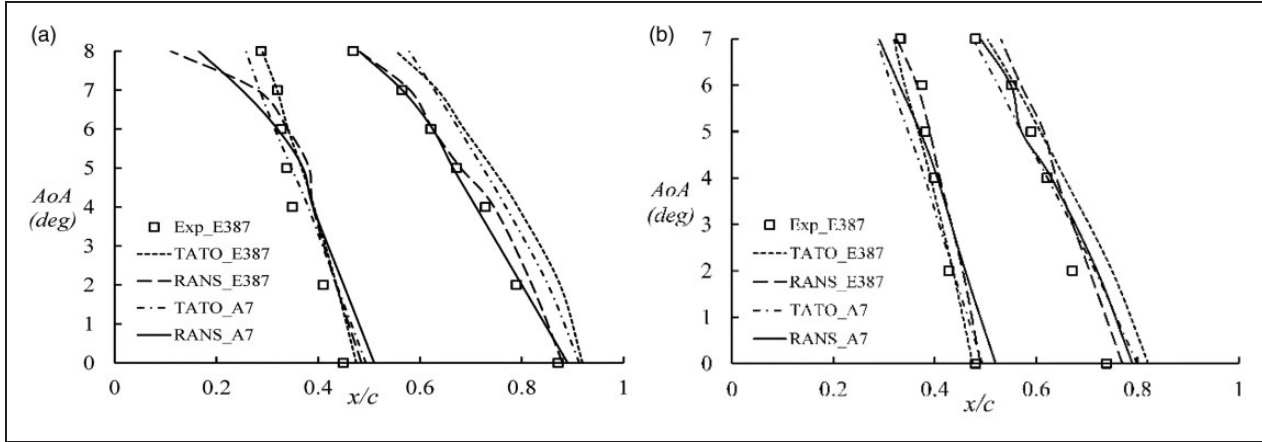 (a)
8
7
6
5
4
3
2
1
0
AoA
(deg)
Exp_E387
TATO_E387
RANS_E387
TATO_A7
RANS_A7
0 0.2 0.4 0.6 0.8 1
x/c
(b)
7
6
5
4
3
2
1
0
AoA
(deg)
Exp_E387
TATO_E387
RANS_E387
TATO_A7
RANS_A7
0 0.2 0.4 0.6 0.8 1
x/c